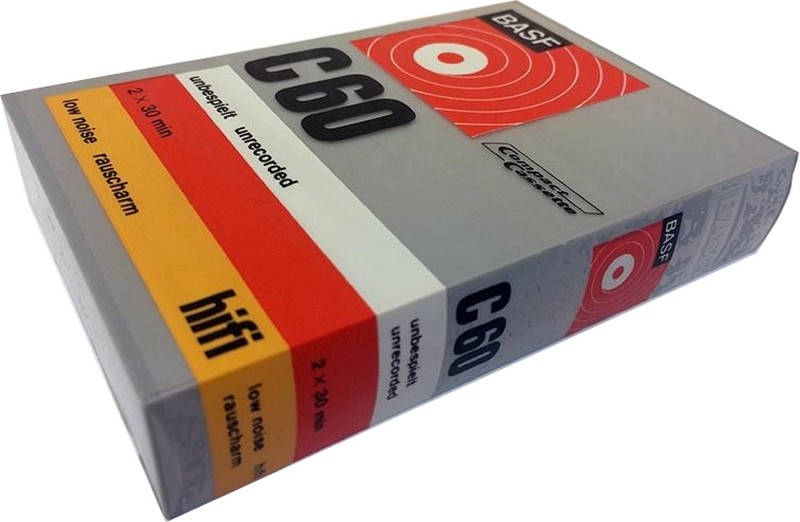 BASF
C60
Compact
Cassette
unbespielt unrecorded
2 x 30 min
low noise rauscharm
hifi
BASF
C60
unbespielt
unrecorded
2 x 30 min
low noise
rauscharm